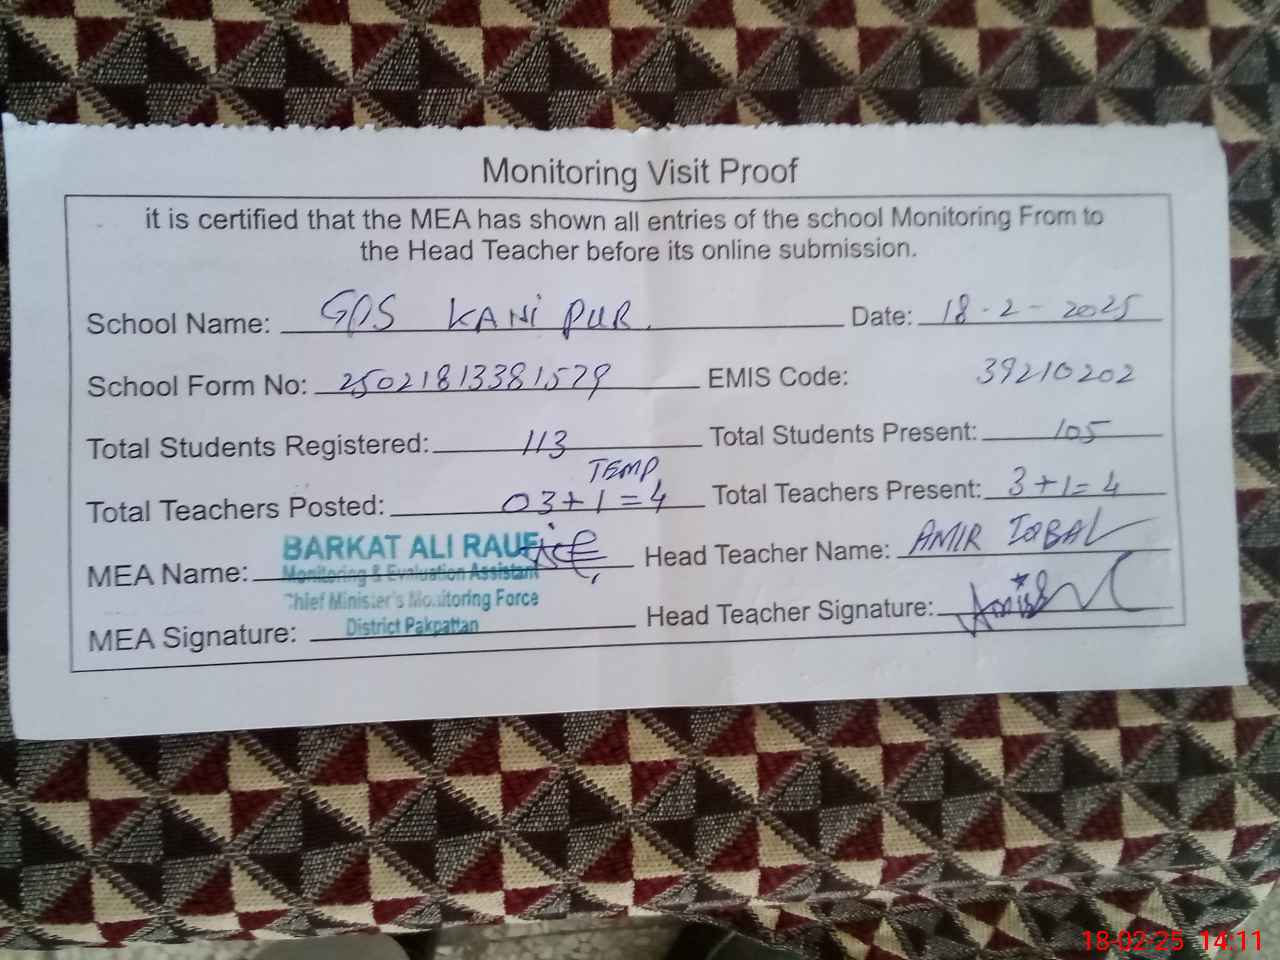 Monitoring Visit Proof
it is certified that the MEA has shown all entries of the school Monitoring From to
the Head Teacher before its online submission.
School Name: GPS KANI PUR. Date: 18-2-2025
School Form No: 25021813381579 EMIS Code: 39210202
Total Students Registered: 113 Total Students Present: 105
TEMP
Total Teachers Posted: 03+1=4 Total Teachers Present: 3+1=4
BARKAT ALI RAUF
MEA Name: Head Teacher Name: AMIR IQBAL
Monitoring & Evaluation Assistant
Chief Minister's Monitoring Force
MEA Signature: Head Teacher Signature:
District Pakpattan
18-02-25 14:11